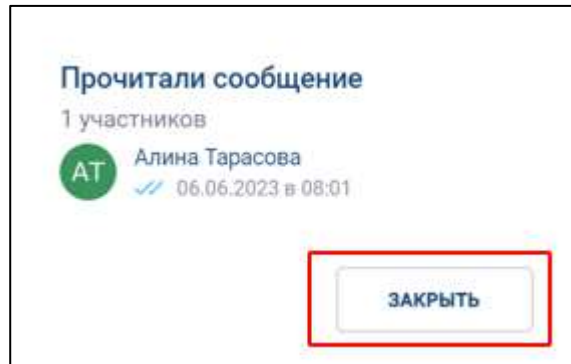 Прочитали сообщение
1 участников
АТ
Алина Тарасова
06.06.2023 в 08:01
ЗАКРЫТЬ